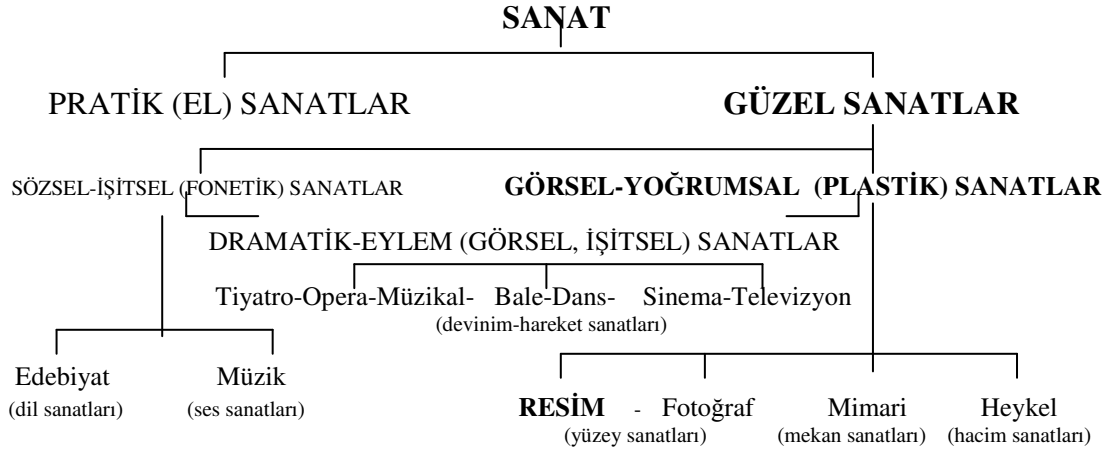 SANAT
PRATİK (EL) SANATLAR GÜZEL SANATLAR
SÖZSEL-İŞİTSEL (FONETİK) SANATLAR GÖRSEL-YOĞRUMSAL (PLASTİK) SANATLAR
DRAMATİK-EYLEM (GÖRSEL, İŞİTSEL) SANATLAR
Tiyatro-Opera-Müzikal- Bale-Dans- Sinema-Televizyon
(devinim-hareket sanatları)
Edebiyat Müzik RESİM - Fotoğraf Mimari Heykel
(dil sanatları) (ses sanatları) (yüzey sanatları) (mekan sanatları) (hacim sanatları)